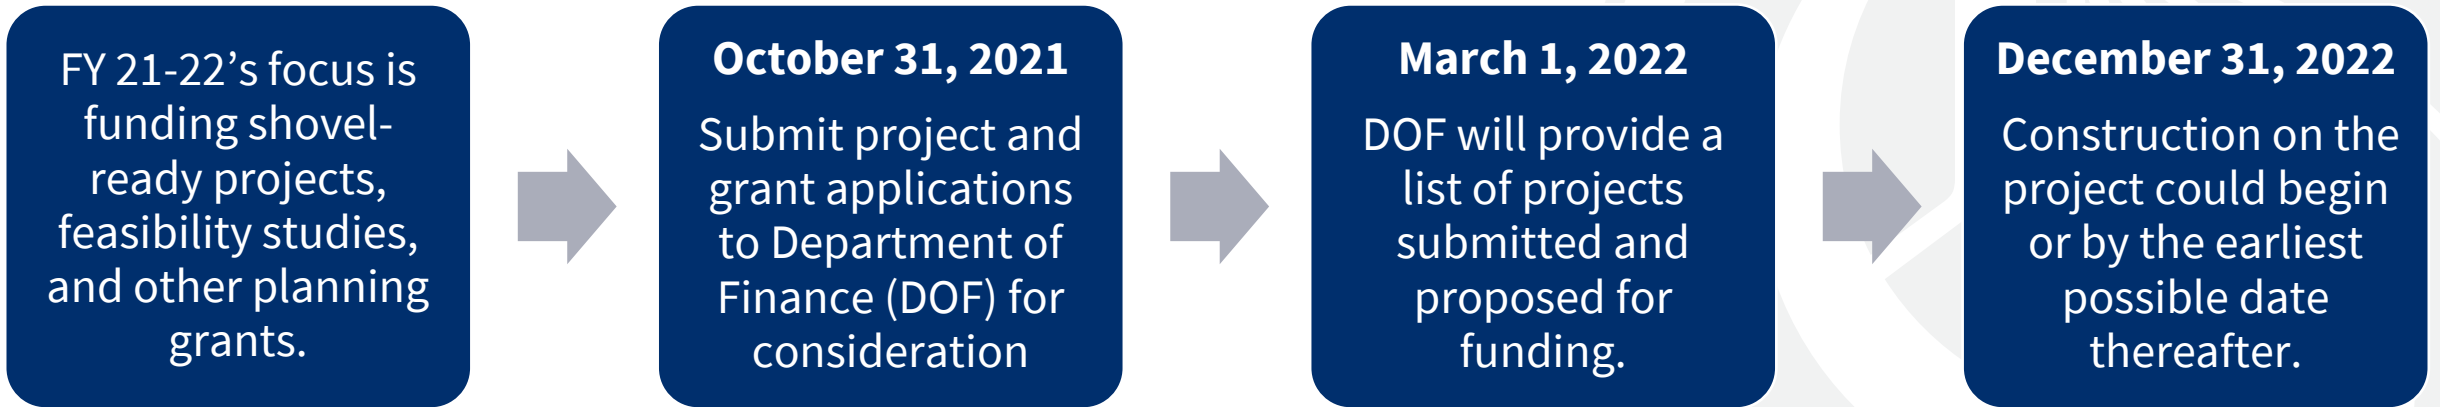 FY 21-22’s focus is
funding shovel-
ready projects,
feasibility studies,
and other planning
grants.
October 31, 2021
Submit project and
grant applications
to Department of
Finance (DOF) for
consideration
March 1, 2022
DOF will provide a
list of projects
submitted and
proposed for
funding.
December 31, 2022
Construction on the
project could begin
or by the earliest
possible date
thereafter.